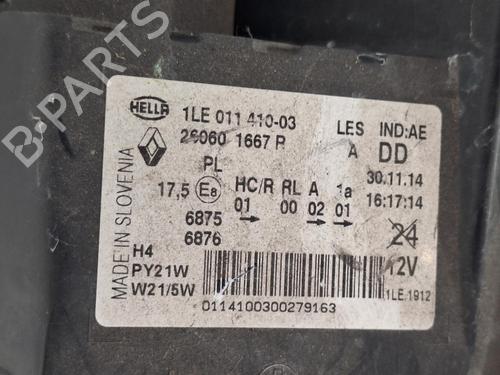 B-PARTS
HELLA 1LE 011 410-03 LES IND:AE
26060 1667 R A DD
PL 30.11.14
17,5 E8 HC/R RL A 1a 16:17:14
01 00 02 01
6875 24
6876 12V
H4
PY21W
W21/5W 1LE.1912
0114100300279163
MADE IN SLOVENIA